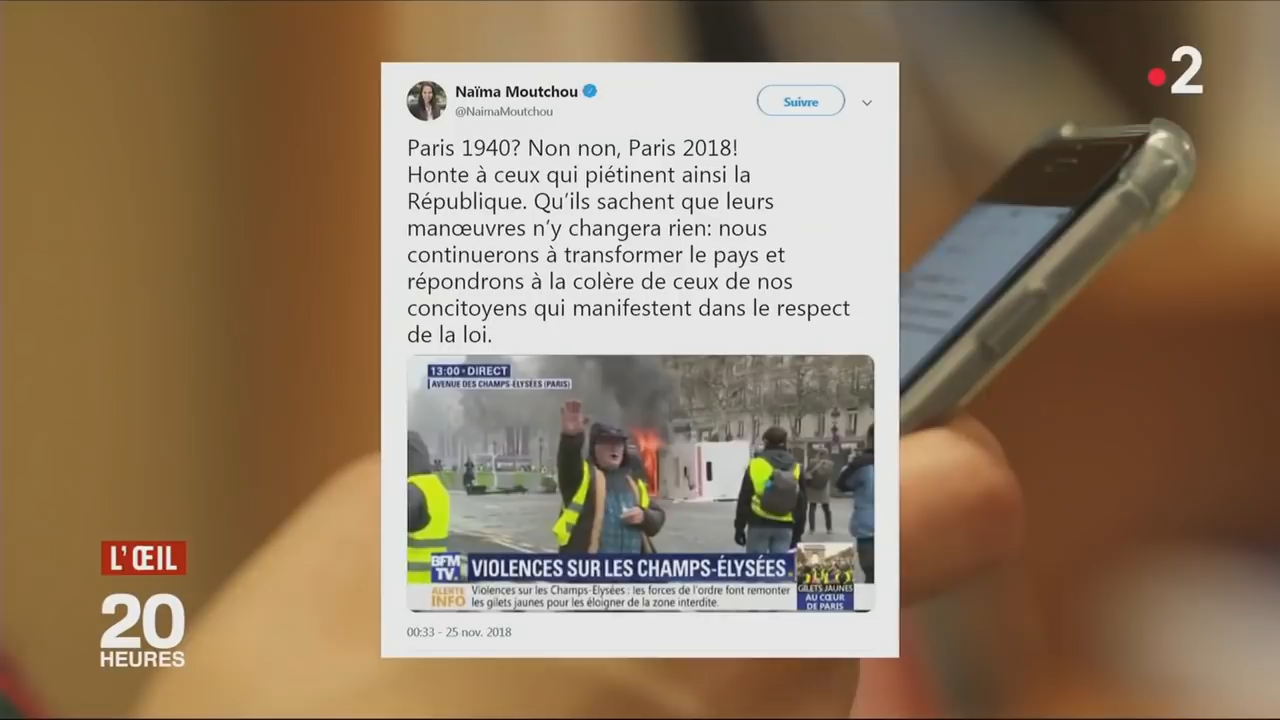 2
Naïma Moutchou
@NaimaMoutchou
Suivre
Paris 1940? Non non, Paris 2018!
Honte à ceux qui piétinent ainsi la
République. Qu'ils sachent que leurs
manœuvres n'y changera rien: nous
continuerons à transformer le pays et
répondrons à la colère de ceux de nos
concitoyens qui manifestent dans le respect
de la loi.
13:00 • DIRECT
AVENUE DES CHAMPS-ÉLYSÉES (PARIS)
BFM
TV.
VIOLENCES SUR LES CHAMPS-ÉLYSÉES
ALERTE
INFO
Violences sur les Champs-Elysées : les forces de l'ordre font remonter
les gilets jaunes pour les éloigner de la zone interdite.
GILETS JAUNES
AU CŒUR
DE PARIS
00:33 - 25 nov. 2018
L'ŒIL
20
HEURES